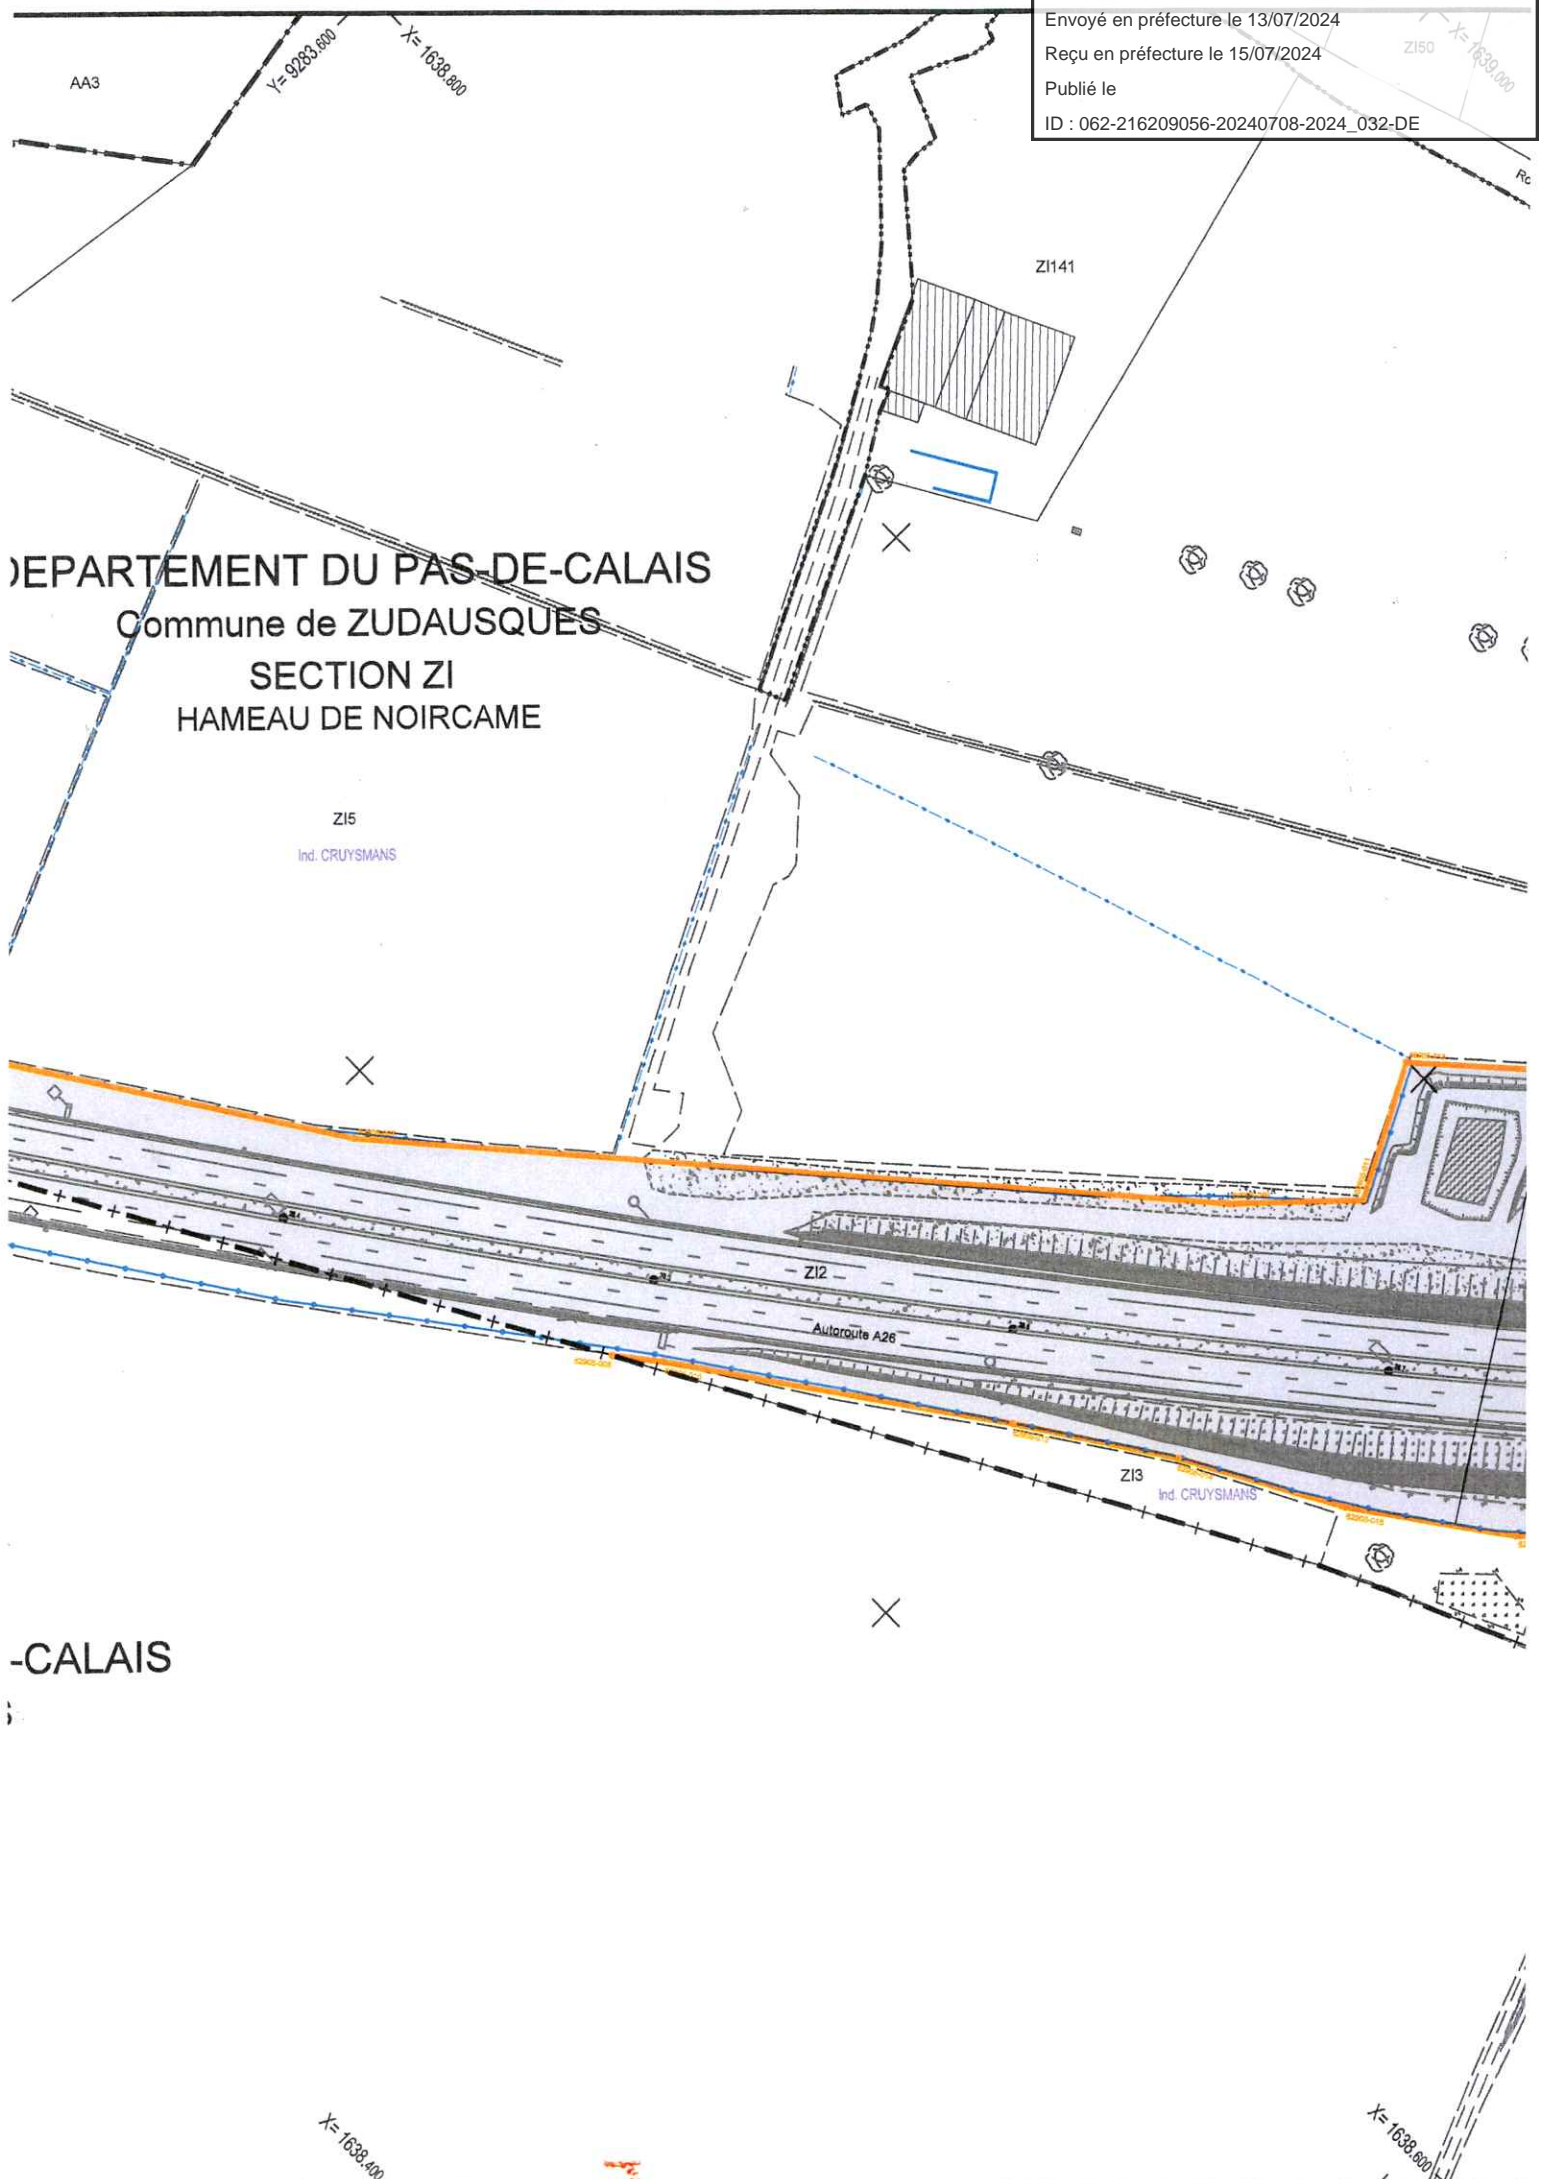 Envoyé en préfecture le 13/07/2024
Reçu en préfecture le 15/07/2024
Publié le
ID : 062-216209056-20240708-2024_032-DE
ZI50
X= 1639.000
AA3
Y= 9283.600
X= 1638.800
ZI141
DEPARTEMENT DU PAS-DE-CALAIS
Commune de ZUDAUSQUES
SECTION ZI
HAMEAU DE NOIRCAME
ZI5
Ind. CRUYSMANS
ZI2
Autoroute A26
ZI3
Ind. CRUYSMANS
62905-015
-CALAIS
X= 1638.400
X= 1638.600